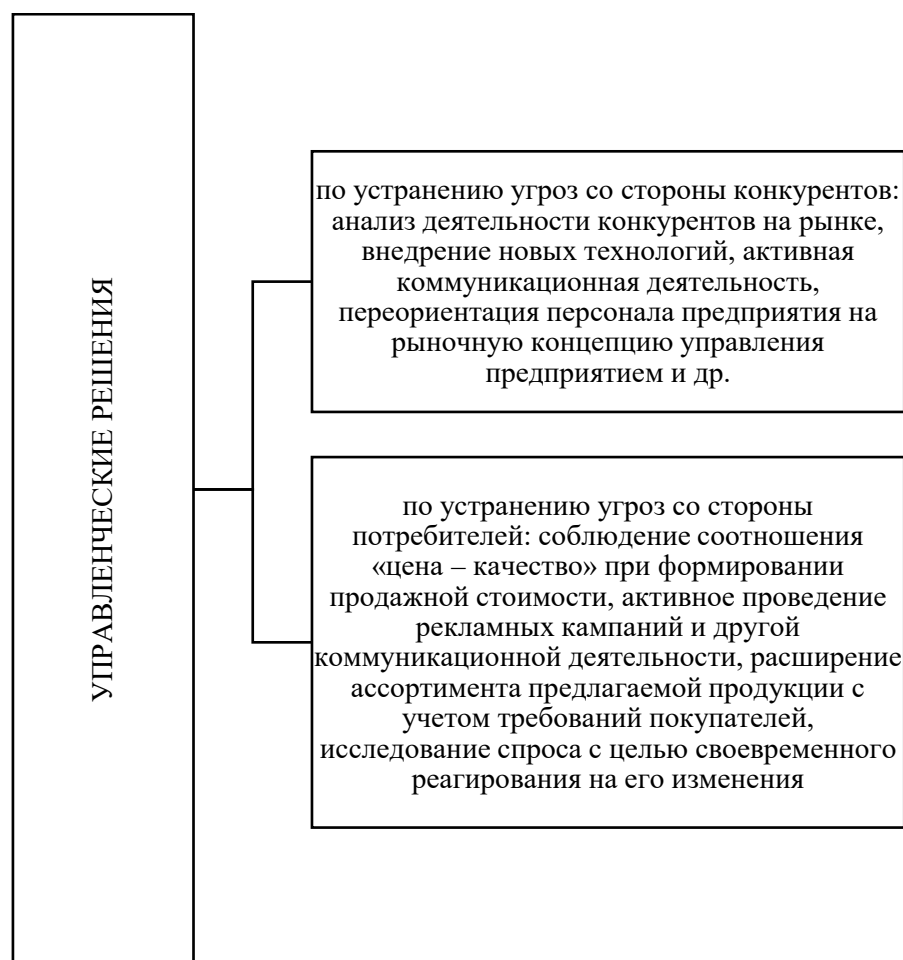 УПРАВЛЕНЧЕСКИЕ РЕШЕНИЯ
по устранению угроз со стороны конкурентов:
анализ деятельности конкурентов на рынке,
внедрение новых технологий, активная
коммуникационная деятельность,
переориентация персонала предприятия на
рыночную концепцию управления
предприятием и др.
по устранению угроз со стороны
потребителей: соблюдение соотношения
«цена – качество» при формировании
продажной стоимости, активное проведение
рекламных кампаний и другой
коммуникационной деятельности, расширение
ассортимента предлагаемой продукции с
учетом требований покупателей,
исследование спроса с целью своевременного
реагирования на его изменения